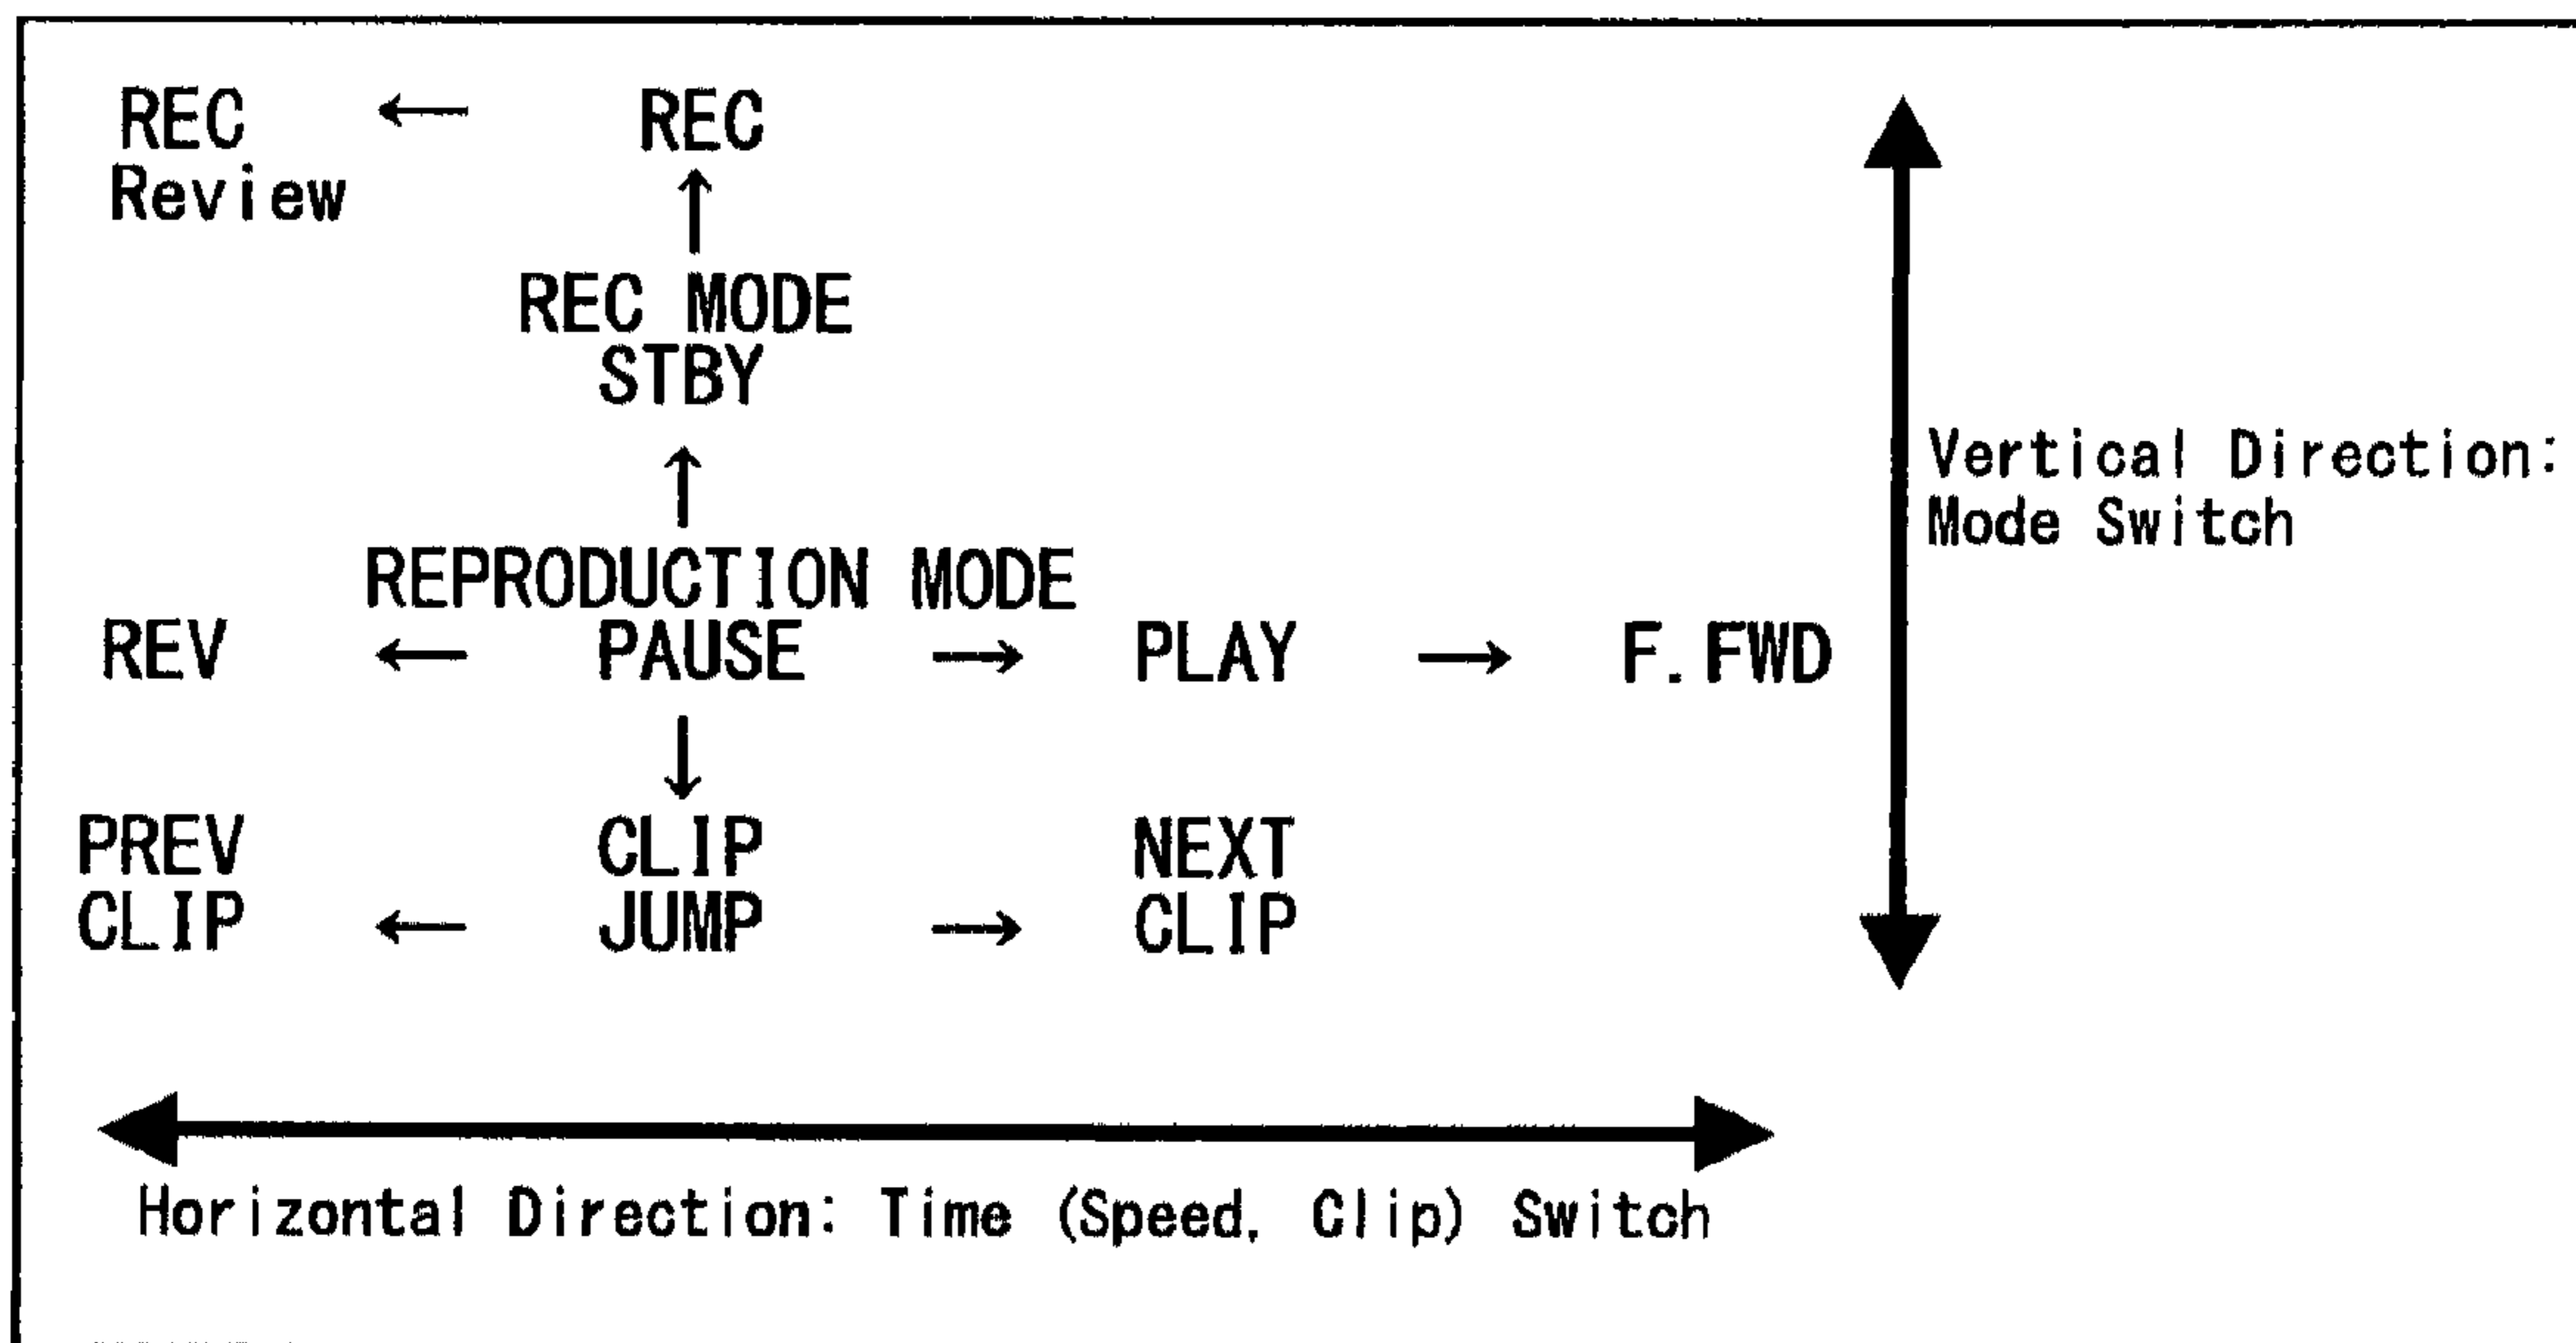 REC ← REC
Review
↑
REC MODE
STBY
↑
REPRODUCTION MODE
REV ← PAUSE → PLAY → F.FWD
↓
PREV CLIP NEXT
CLIP ← JUMP → CLIP
Vertical Direction:
Mode Switch
Horizontal Direction: Time (Speed, Clip) Switch